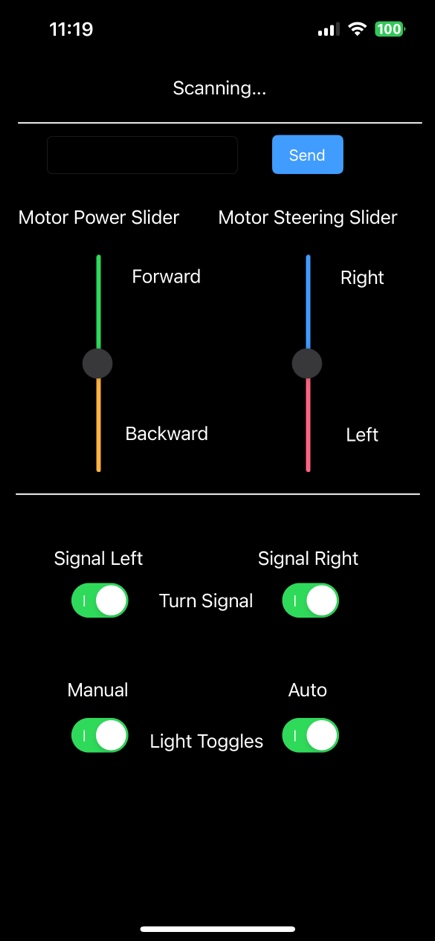 11:19
100
Scanning...
Send
Motor Power Slider
Motor Steering Slider
Forward
Right
Backward
Left
Signal Left
Signal Right
Turn Signal
Manual
Auto
Light Toggles